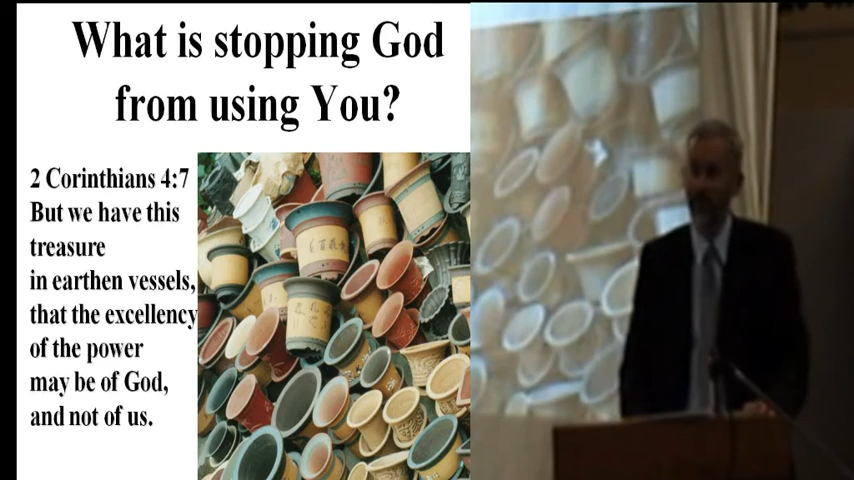 What is stopping God
from using You?
2 Corinthians 4:7
But we have this
treasure
in earthen vessels,
that the excellency
of the power
may be of God,
and not of us.